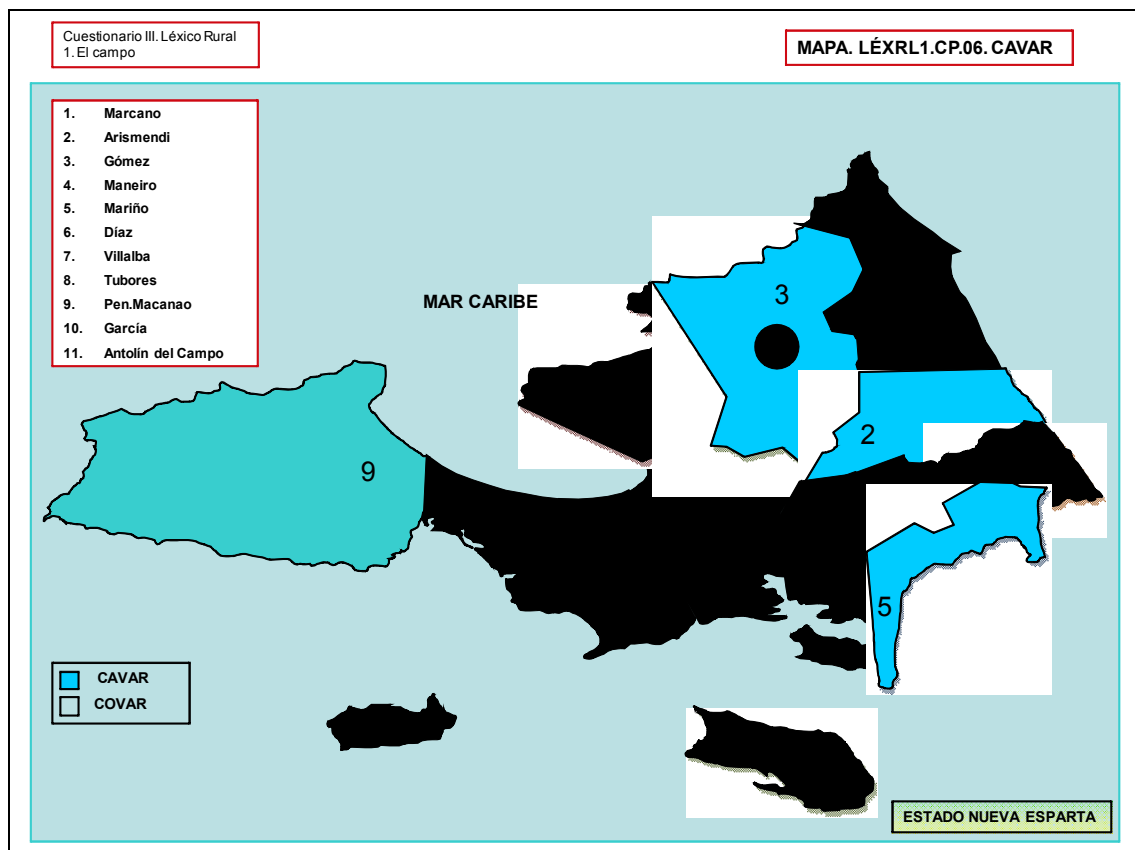 Cuestionario III. Léxico Rural
1. El campo
MAPA. LÉXRL1.CP.06. CAVAR
1. Marcano
2. Arismendi
3. Gómez
4. Maneiro
5. Mariño
6. Díaz
7. Villalba
8. Tubores
9. Pen.Macanao
10. García
11. Antolín del Campo
MAR CARIBE
3
2
9
5
CAVAR
COVAR
ESTADO NUEVA ESPARTA